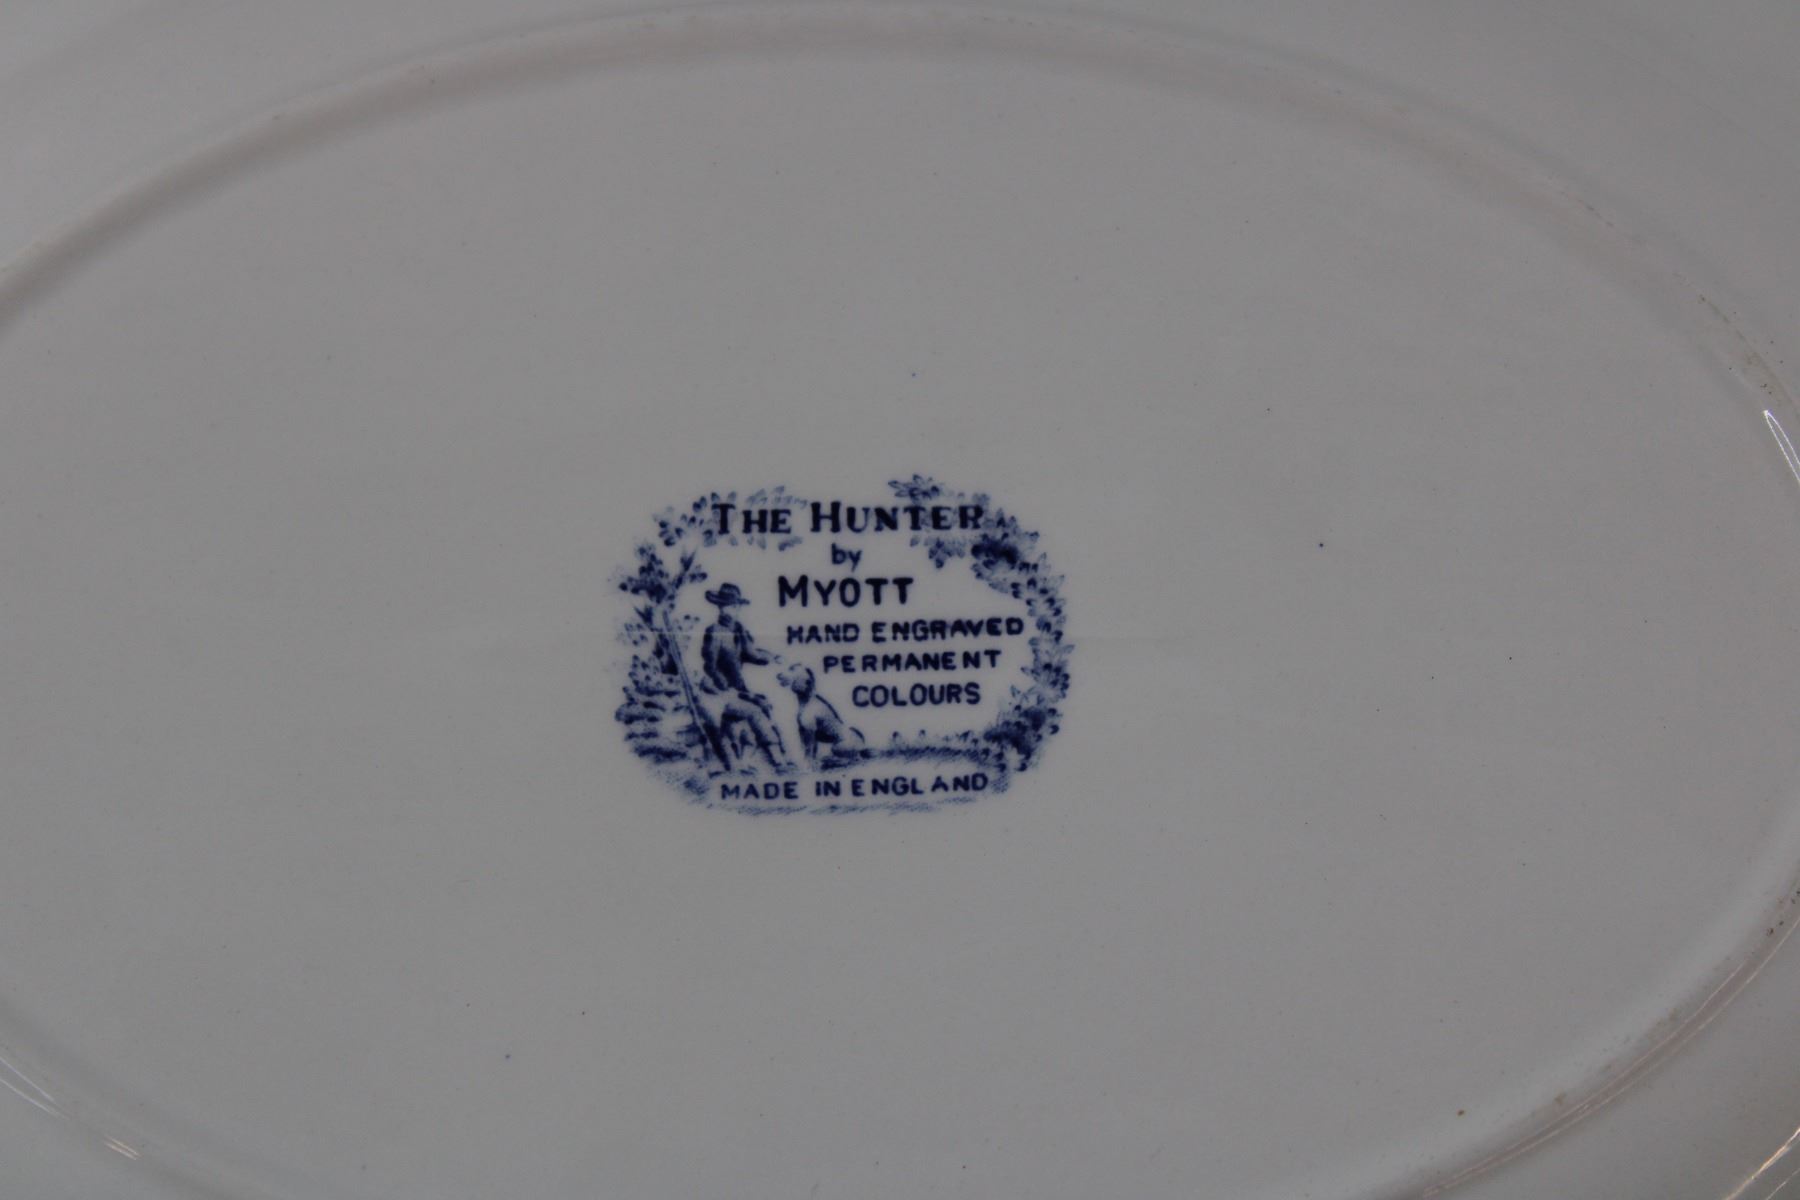 THE HUNTER
by
MYOTT
HAND ENGRAVED
PERMANENT
COLOURS
MADE IN ENGLAND